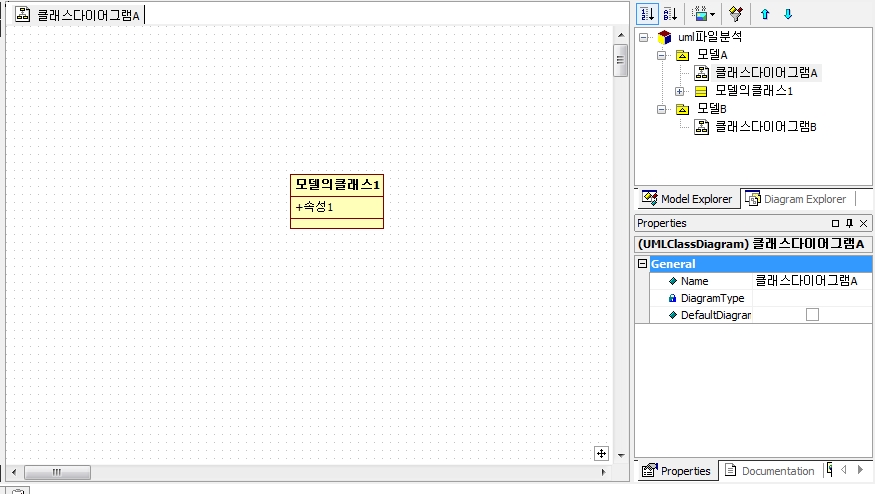 클래스다이어그램A
모델의클래스1
+속성1
uml파일분석
모델A
클래스다이어그램A
모델의클래스1
모델B
클래스다이어그램B
Model Explorer
Diagram Explorer
Properties
(UMLClassDiagram) 클래스다이어그램A
General
Name 클래스다이어그램A
DiagramType
DefaultDiagram
Properties
Documentation